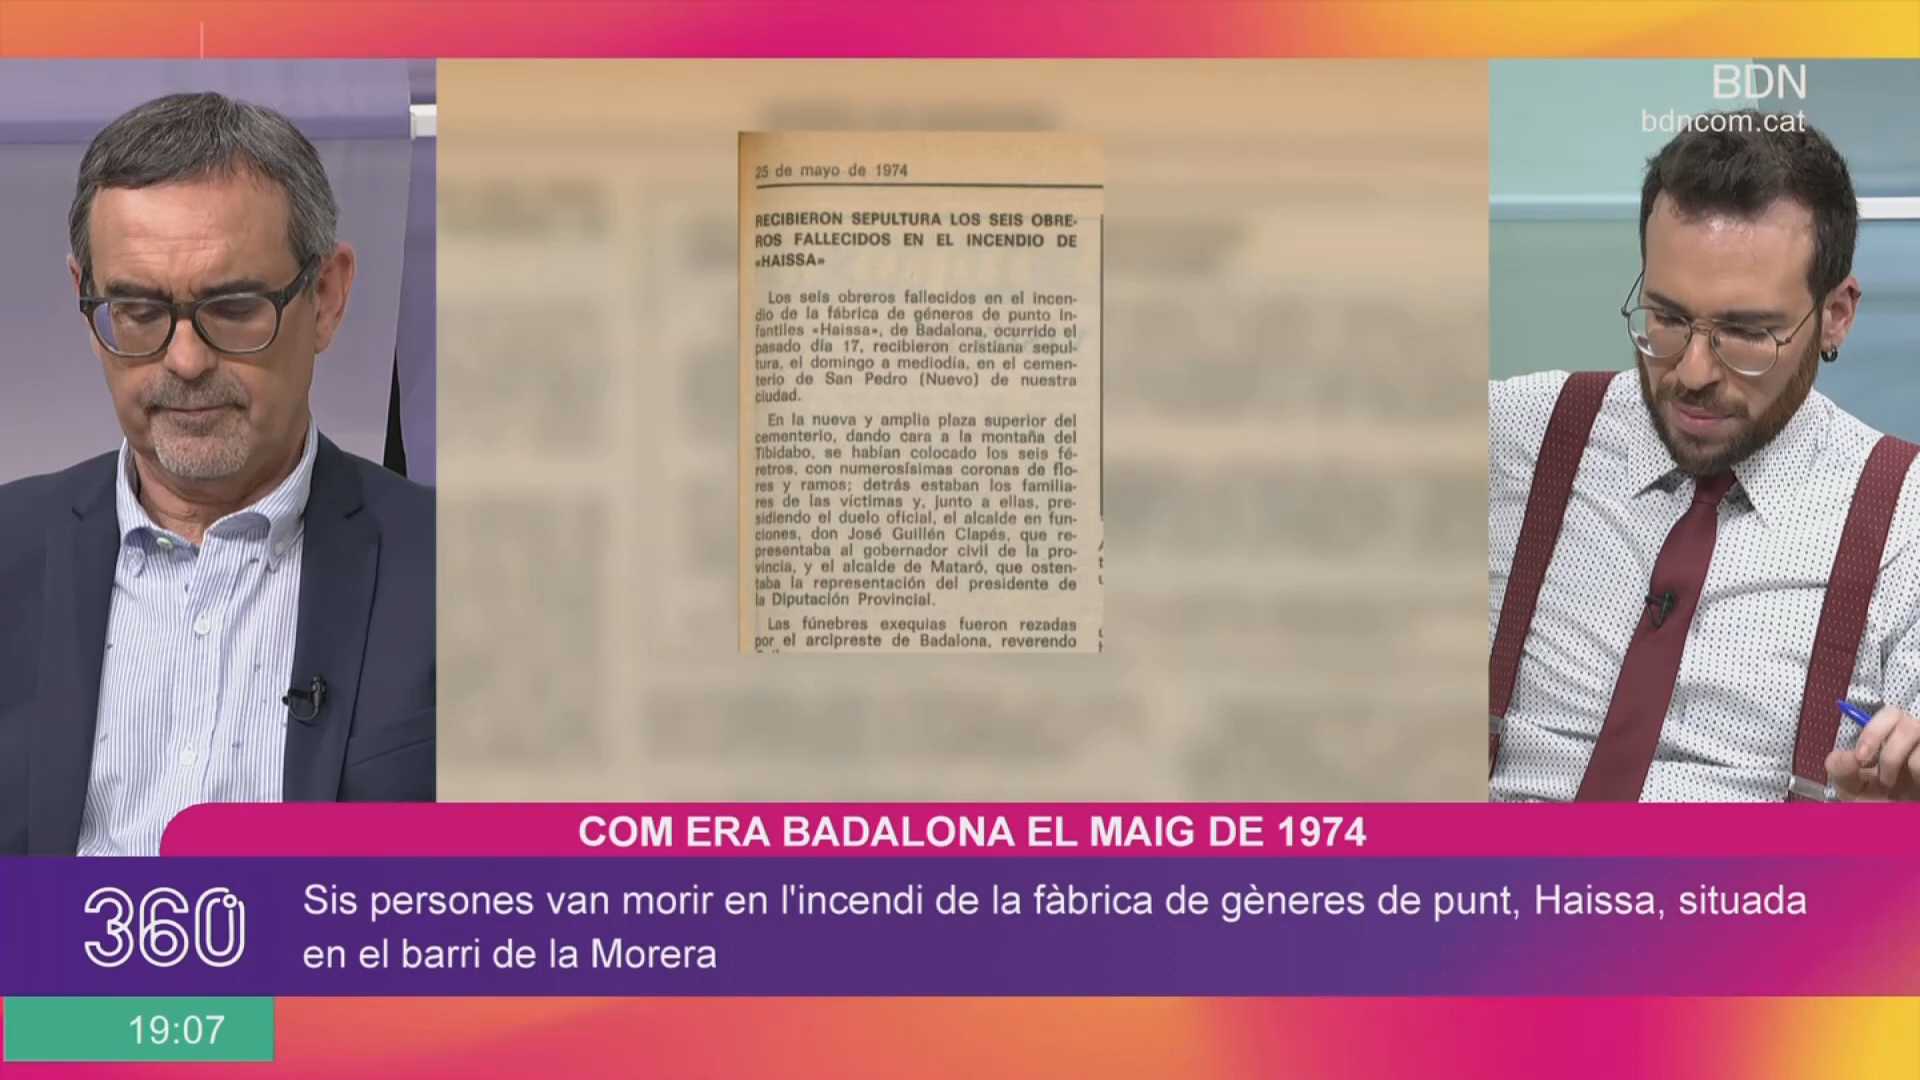 BDN
bdncom.cat
25 de mayo de 1974
RECIBIERON SEPULTURA LOS SEIS OBRE-
ROS FALLECIDOS EN EL INCENDIO DE
«HAISSA»
Los seis obreros fallecidos en el incen-
dio de la fábrica de géneros de punto in-
fantiles «Haissa», de Badalona, ocurrido el
pasado día 17, recibieron cristiana sepul-
tura, el domingo a mediodía, en el cemen-
terio de San Pedro (Nuevo) de nuestra
ciudad.
En la nueva y amplia plaza superior del
cementerio, dando cara a la montaña del
Tibidabo, se habían colocado los seis fé-
retros, con numerosísimas coronas de flo-
res y ramos; detrás estaban los familia-
res de las víctimas y, junto a ellas, pre-
sidiendo el duelo oficial, el alcalde en fun-
ciones, don José Guillén Clapés, que re-
presentaba al gobernador civil de la pro-
vincia, y el alcalde de Mataró, que osten-
taba la representación del presidente de
la Diputación Provincial.
Las fúnebres exequias fueron rezadas
por el arcipreste de Badalona, reverendo
COM ERA BADALONA EL MAIG DE 1974
360º
Sis persones van morir en l'incendi de la fàbrica de gèneres de punt, Haissa, situada
en el barri de la Morera
19:07